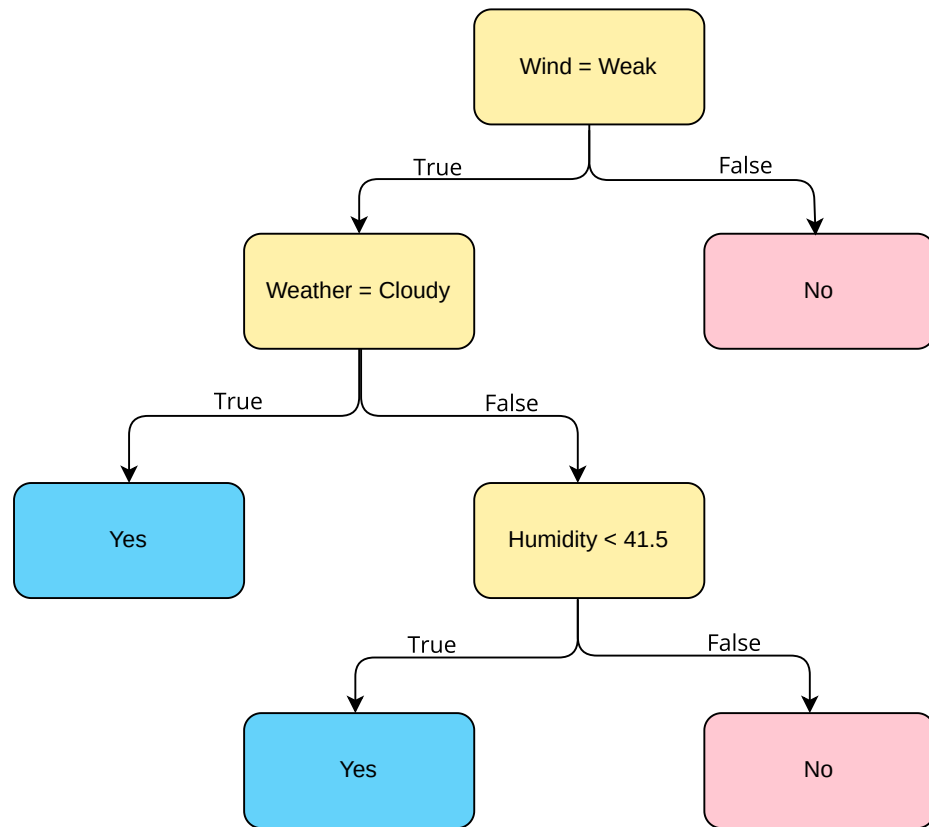 Wind = Weak
True
False
Weather = Cloudy
No
True
False
Yes
Humidity < 41.5
True
False
Yes
No